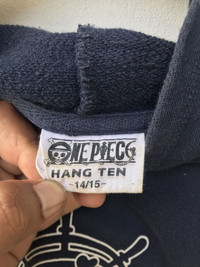 ONE PIECE
HANG TEN
-14/15-